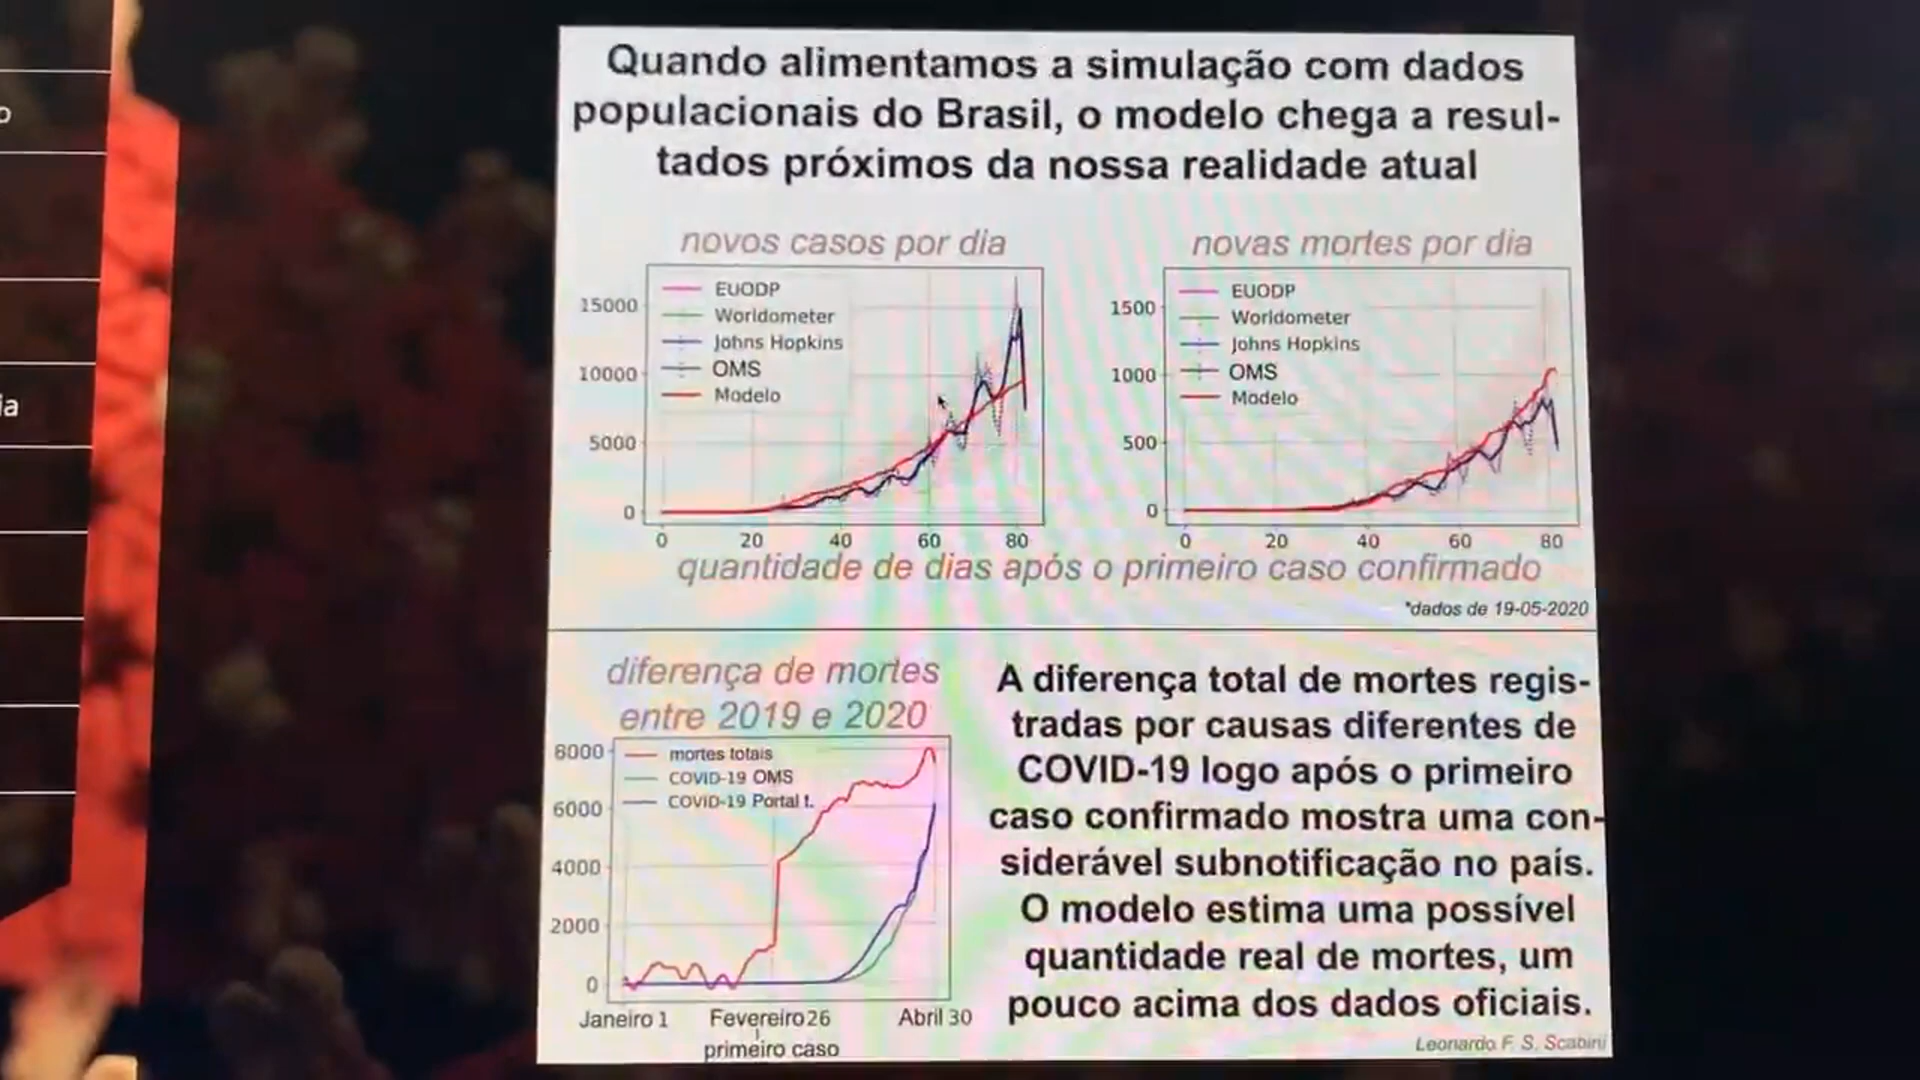 Quando alimentamos a simulação com dados
populacionais do Brasil, o modelo chega a resul-
tados próximos da nossa realidade atual
novos casos por dia
EUODP
Worldometer
Johns Hopkins
OMS
Modelo
15000
10000
5000
0
0 20 40 60 80
novas mortes por dia
EUODP
Worldometer
Johns Hopkins
OMS
Modelo
1500
1000
500
0
0 20 40 60 80
quantidade de dias após o primeiro caso confirmado
*dados de 19-05-2020
diferença de mortes
entre 2019 e 2020
mortes totais
COVID-19 OMS
COVID-19 Portal t.
8000
6000
4000
2000
0
Janeiro 1 Fevereiro 26 Abril 30
primeiro caso
A diferença total de mortes regis-
tradas por causas diferentes de
COVID-19 logo após o primeiro
caso confirmado mostra uma con-
siderável subnotificação no país.
O modelo estima uma possível
quantidade real de mortes, um
pouco acima dos dados oficiais.
Leonardo F. S. Scabini